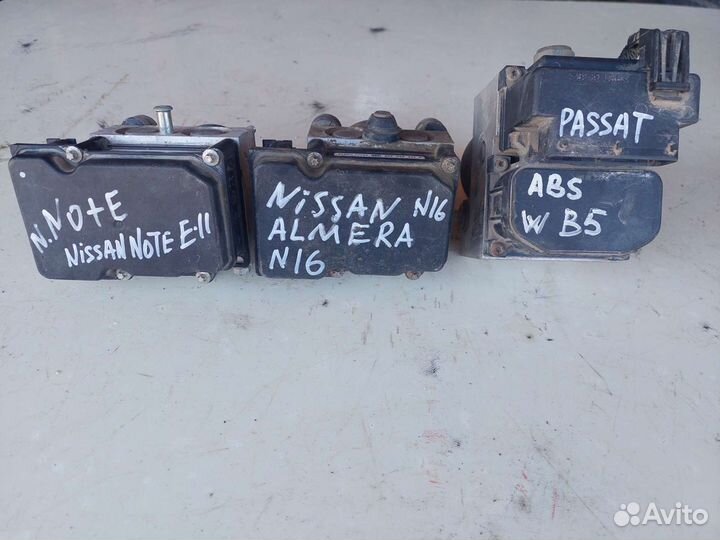 N. NOTE
NISSAN NOTE E-11
NISSAN N16
ALMERA
N16
PASSAT
ABS
W B5
Avito